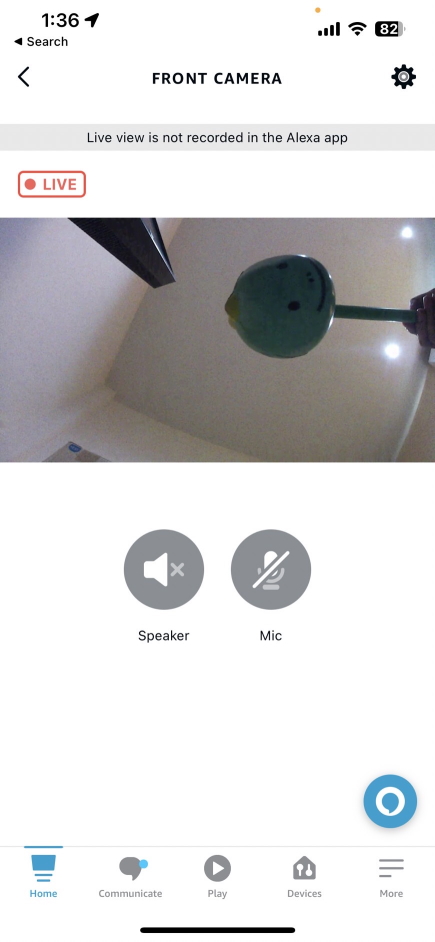 1:36
82
Search
FRONT CAMERA
Live view is not recorded in the Alexa app
LIVE
Speaker
Mic
Home
Communicate
Play
Devices
More